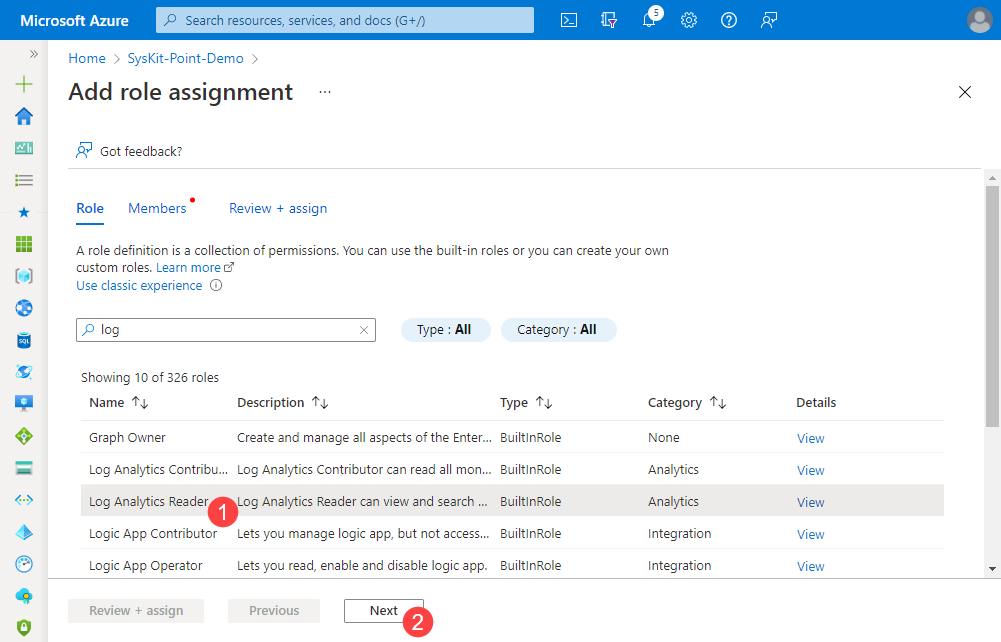 Microsoft Azure
Search resources, services, and docs (G+/)
5
Home > SysKit-Point-Demo >
Add role assignment ...
Got feedback?
Role Members Review + assign
A role definition is a collection of permissions. You can use the built-in roles or you can create your own
custom roles. Learn more
Use classic experience
log
Type : All
Category : All
Showing 10 of 326 roles
Name Description Type Category Details
Graph Owner Create and manage all aspects of the Enter... BuiltInRole None View
Log Analytics Contribu... Log Analytics Contributor can read all mon... BuiltInRole Analytics View
Log Analytics Reader Log Analytics Reader can view and search ... BuiltInRole Analytics View
1
Logic App Contributor Lets you manage logic app, but not access... BuiltInRole Integration View
Logic App Operator Lets you read, enable and disable logic app. BuiltInRole Integration View
Review + assign Previous Next
2
SQL